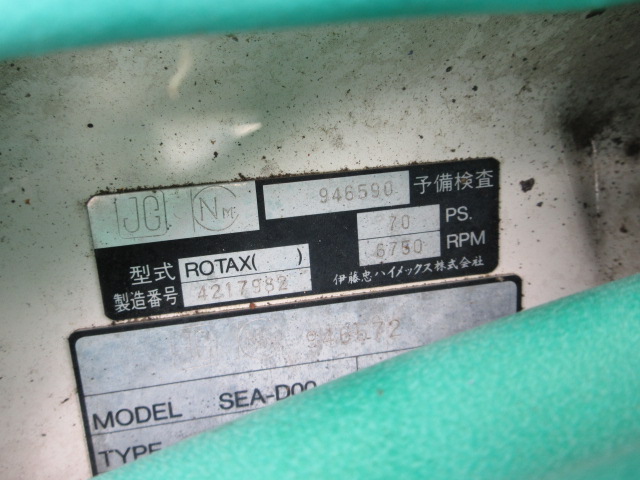 JG NM 946590 予備検査
70 PS.
型式 ROTAX( ) 6750 RPM
製造番号 4217982 伊藤忠ハイメックス株式会社
MODEL SEA-DOO
TYPE